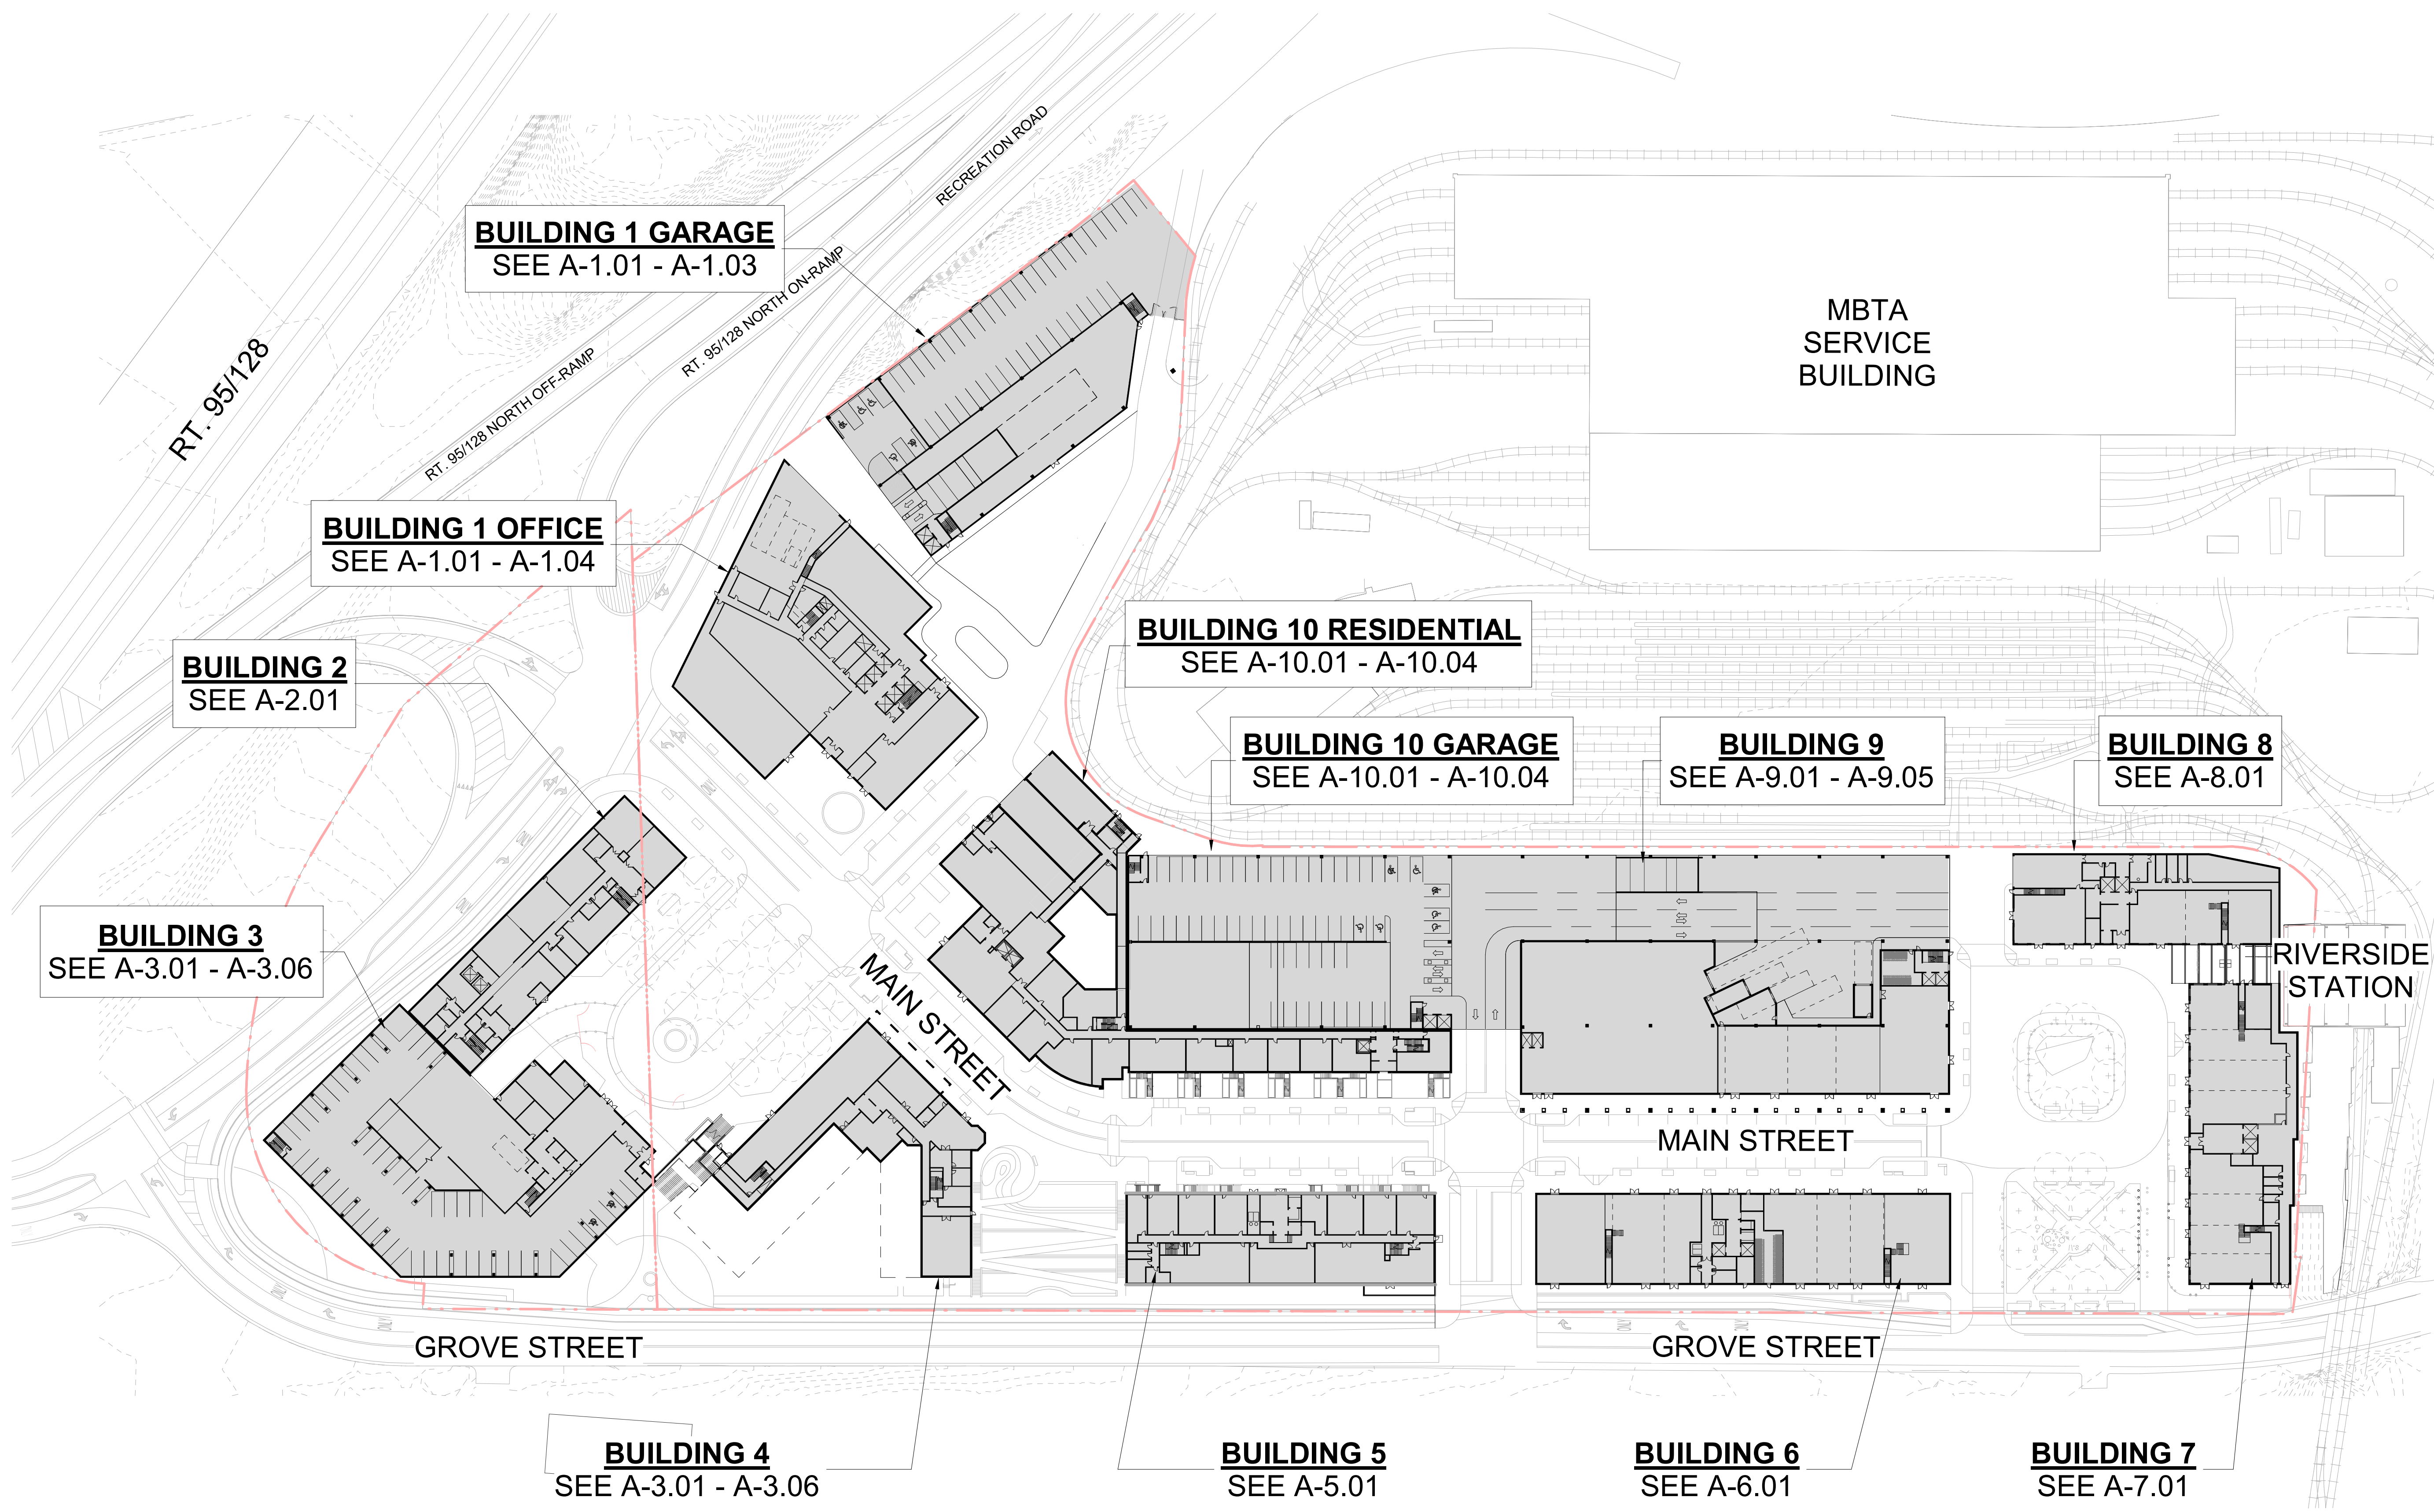 RECREATION ROAD
BUILDING 1 GARAGE
SEE A-1.01 - A-1.03
RT. 95/128 NORTH ON-RAMP
RT. 95/128
RT. 95/128 NORTH OFF-RAMP
MBTA
SERVICE
BUILDING
BUILDING 1 OFFICE
SEE A-1.01 - A-1.04
BUILDING 10 RESIDENTIAL
SEE A-10.01 - A-10.04
BUILDING 2
SEE A-2.01
BUILDING 10 GARAGE
SEE A-10.01 - A-10.04
BUILDING 9
SEE A-9.01 - A-9.05
BUILDING 8
SEE A-8.01
BUILDING 3
SEE A-3.01 - A-3.06
RIVERSIDE
STATION
MAIN STREET
MAIN STREET
GROVE STREET
GROVE STREET
BUILDING 4
SEE A-3.01 - A-3.06
BUILDING 5
SEE A-5.01
BUILDING 6
SEE A-6.01
BUILDING 7
SEE A-7.01